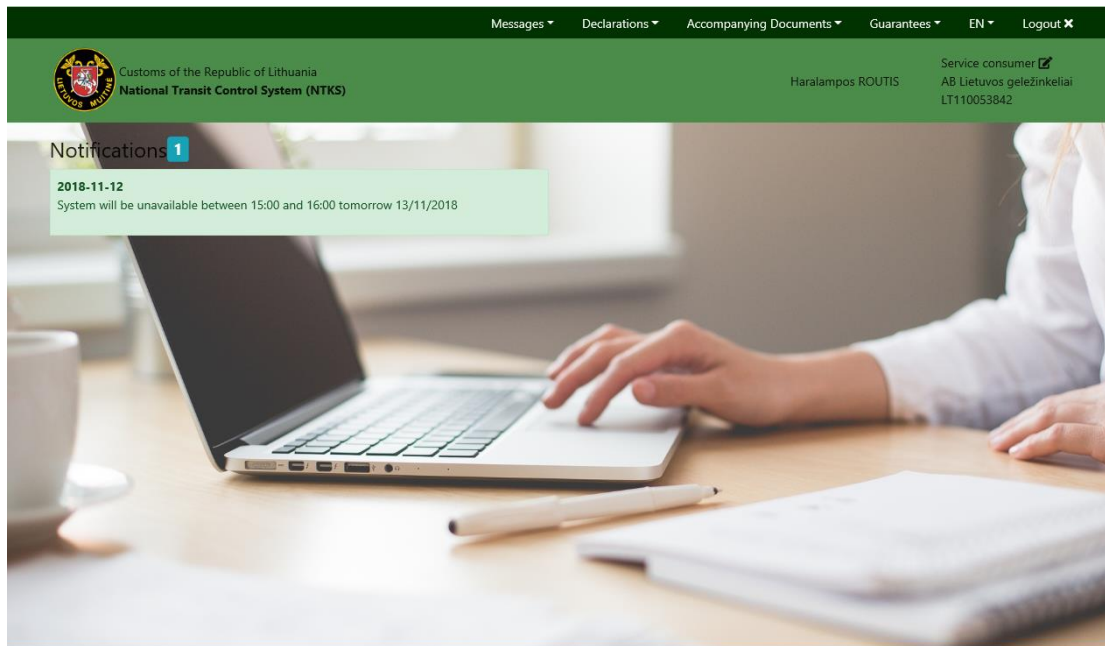 Messages
Declarations
Accompanying Documents
Guarantees
EN
Logout
LIETUVOS MUITINĖ
Customs of the Republic of Lithuania
National Transit Control System (NTKS)
Haralampos ROUTIS
Service consumer
AB Lietuvos geležinkeliai
LT110053842
Notifications 1
2018-11-12
System will be unavailable between 15:00 and 16:00 tomorrow 13/11/2018